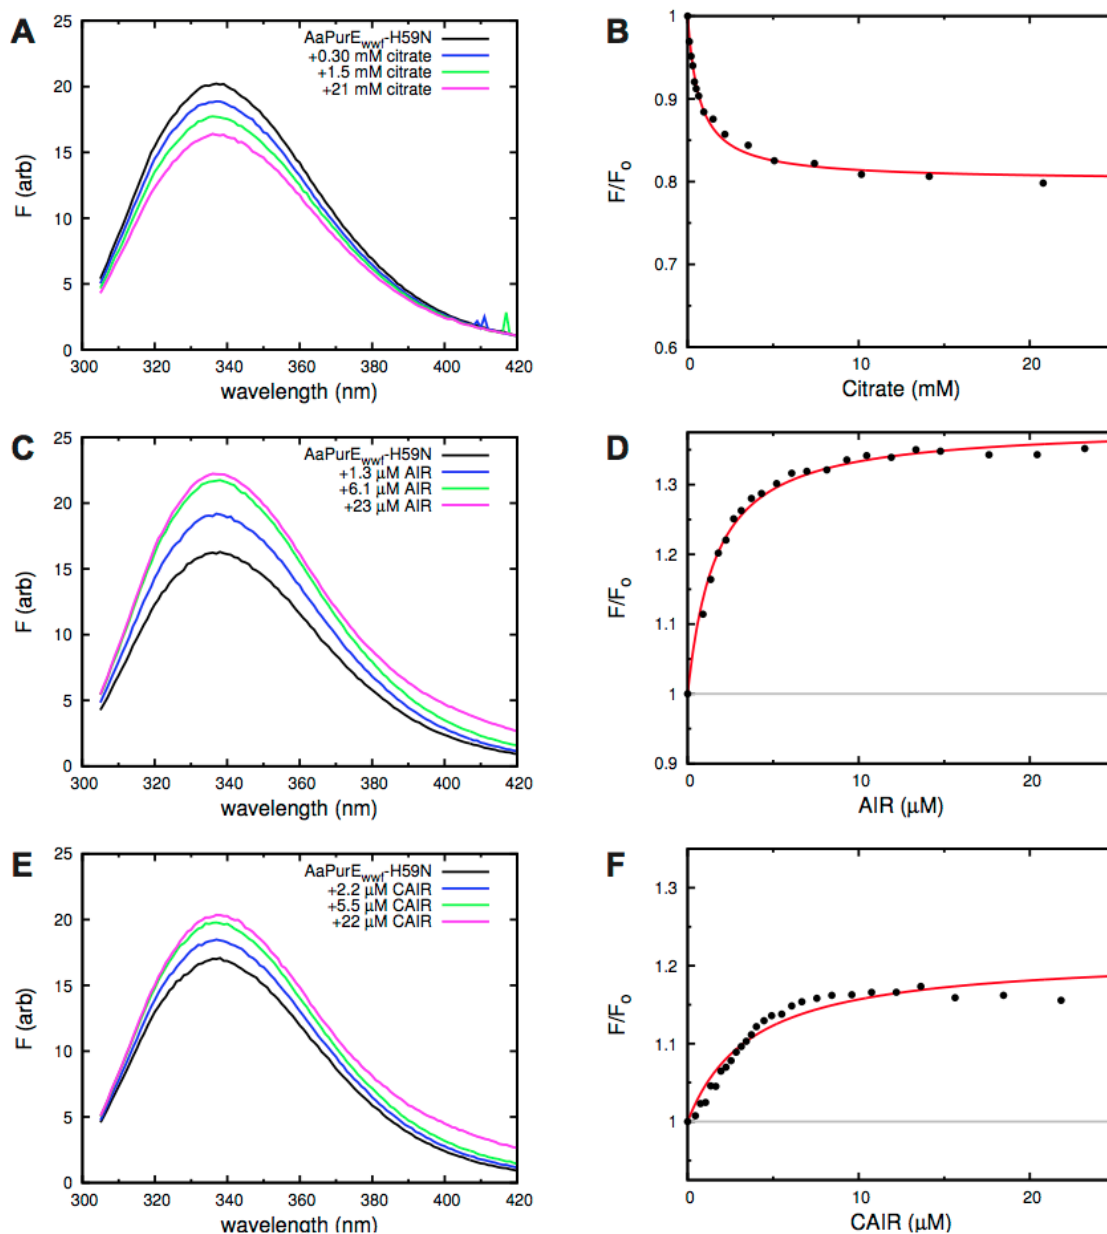 A
25
20
15
10
5
0
F (arb)
AaPurEwwf-H59N
+0.30 mM citrate
+1.5 mM citrate
+21 mM citrate
300 320 340 360 380 400 420
wavelength (nm)
B
1
0.9
0.8
0.7
0.6
F/Fo
0 10 20
Citrate (mM)
C
25
20
15
10
5
0
F (arb)
AaPurEwwf-H59N
+1.3 μM AIR
+6.1 μM AIR
+23 μM AIR
300 320 340 360 380 400 420
wavelength (nm)
D
1.3
1.2
1.1
1
0.9
F/Fo
0 10 20
AIR (μM)
E
25
20
15
10
5
0
F (arb)
AaPurEwwf-H59N
+2.2 μM CAIR
+5.5 μM CAIR
+22 μM CAIR
300 320 340 360 380 400 420
wavelength (nm)
F
1.3
1.2
1.1
1
F/Fo
0 10 20
CAIR (μM)